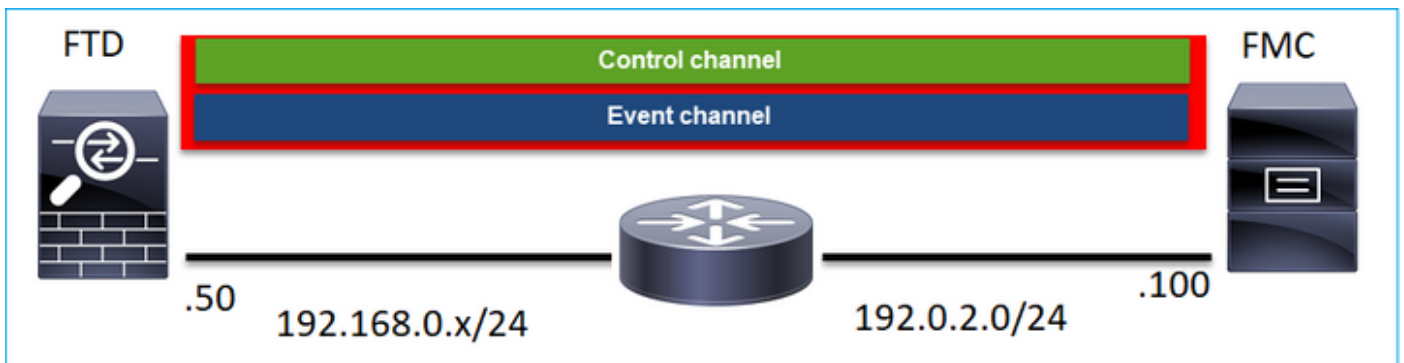 FTD
Control channel
FMC
Event channel
.50
192.168.0.x/24
192.0.2.0/24
.100